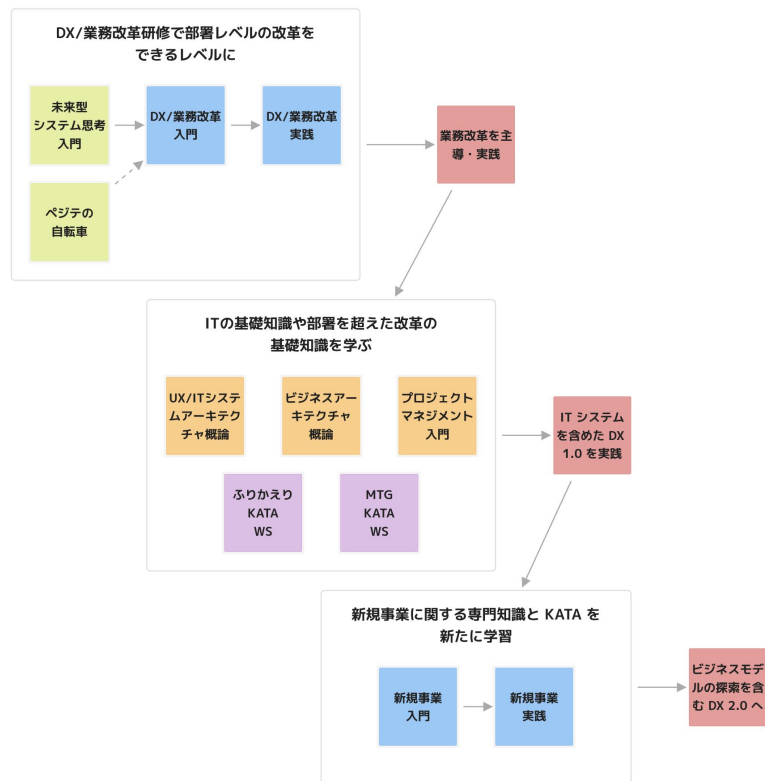 DX/業務改革研修で部署レベルの改革を
できるレベルに
未来型
システム思考
入門
DX/業務改革
入門
DX/業務改革
実践
ペジテの
自転車
業務改革を主
導・実践
ITの基礎知識や部署を超えた改革の
基礎知識を学ぶ
UX/ITシステ
ムアーキテク
チャ概論
ビジネスアー
キテクチャ
概論
プロジェクト
マネジメント
入門
ふりかえり
KATA
WS
MTG
KATA
WS
IT システム
を含めた DX
1.0 を実践
新規事業に関する専門知識と KATA を
新たに学習
新規事業
入門
新規事業
実践
ビジネスモデ
ルの探索を含
む DX 2.0 へ